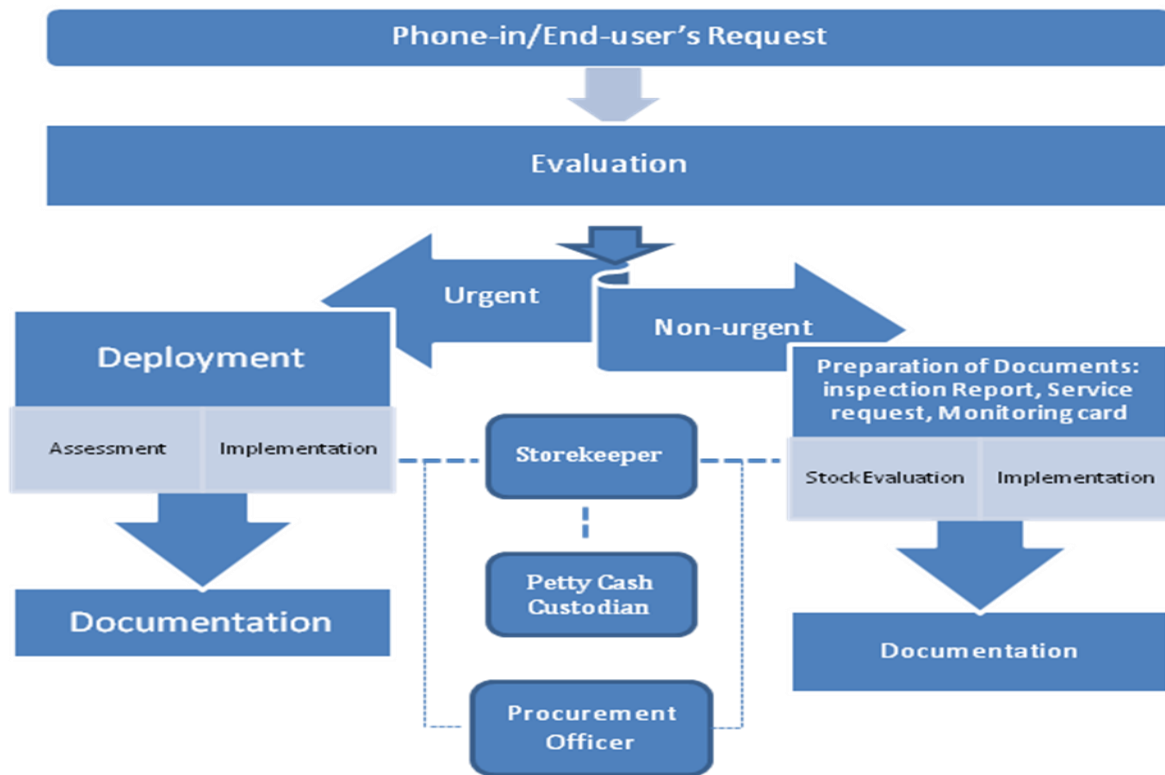 Phone-in/End-user's Request
Evaluation
Urgent
Non-urgent
Deployment
Assessment
Implementation
Documentation
Storekeeper
Petty Cash
Custodian
Procurement
Officer
Preparation of Documents:
inspection Report, Service
request, Monitoring card
Stock Evaluation
Implementation
Documentation